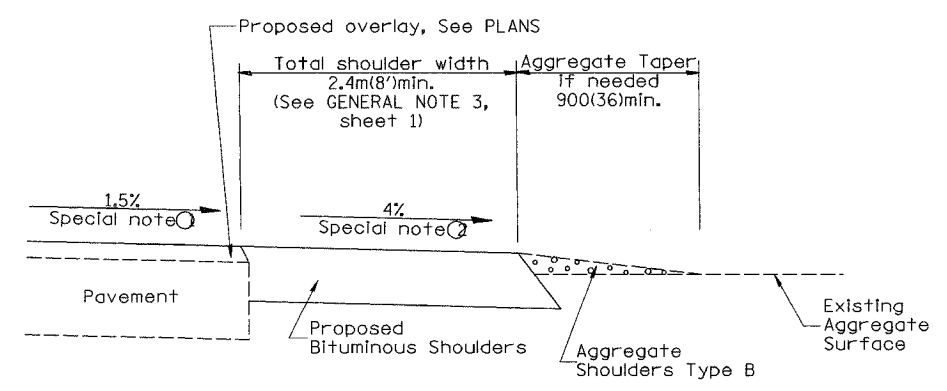 Proposed overlay, See PLANS
Total shoulder width
2.4m(8')min.
(See GENERAL NOTE 3,
sheet 1)
Aggregate Taper
if needed
900(36)min.
1.5%
Special note 1
4%
Special note 2
Pavement
Proposed
Bituminous Shoulders
Aggregate
Shoulders Type B
Existing
Aggregate
Surface